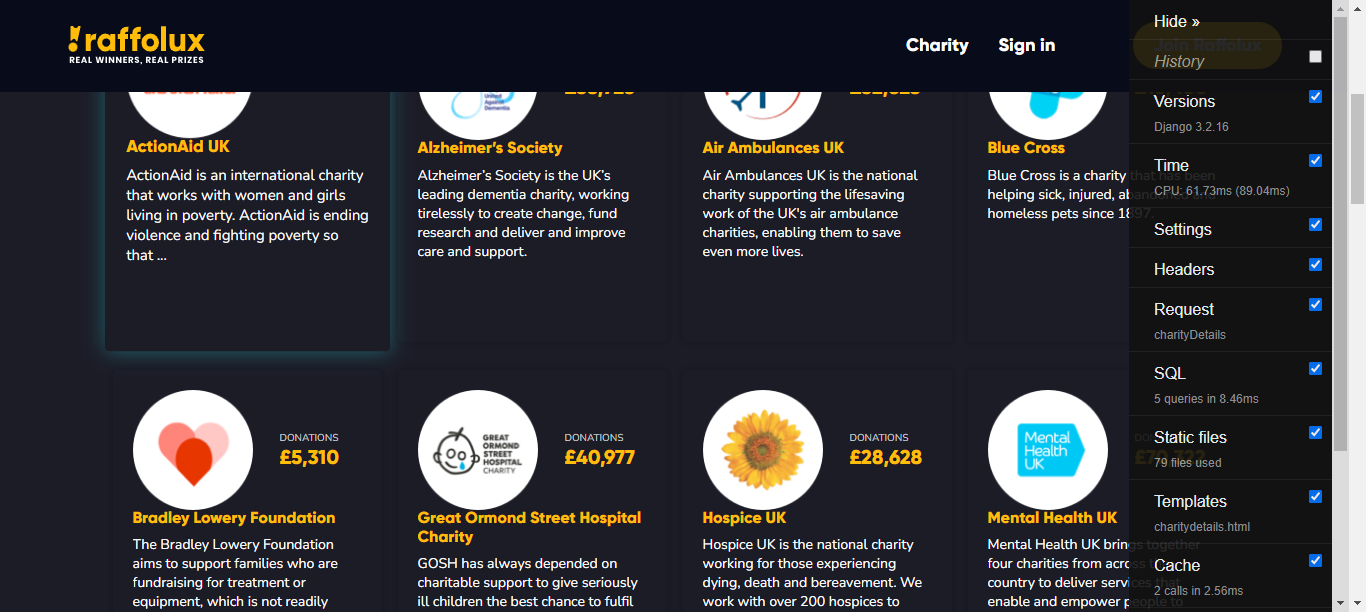 raffolux
REAL WINNERS, REAL PRIZES
Charity
Sign in
Join Raffolux
ActionAid UK
ActionAid is an international charity
that works with women and girls
living in poverty. ActionAid is ending
violence and fighting poverty so
that ...
United
Against
Dementia
Alzheimer's Society
Alzheimer's Society is the UK's
leading dementia charity, working
tirelessly to create change, fund
research and deliver and improve
care and support.
Air Ambulances UK
Air Ambulances UK is the national
charity supporting the lifesaving
work of the UK's air ambulance
charities, enabling them to save
even more lives.
Blue Cross
Blue Cross is a charity that has been
helping sick, injured, abandoned and
homeless pets since 1897.
DONATIONS
£5,310
Bradley Lowery Foundation
The Bradley Lowery Foundation
aims to support families who are
fundraising for treatment or
equipment, which is not readily
GREAT
ORMOND
STREET
HOSPITAL
CHARITY
DONATIONS
£40,977
Great Ormond Street Hospital
Charity
GOSH has always depended on
charitable support to give seriously
ill children the best chance to fulfil
DONATIONS
£28,628
Hospice UK
Hospice UK is the national charity
working for those experiencing
dying, death and bereavement. We
work with over 200 hospices to
Mental
Health
UK
£70,322
Mental Health UK
Mental Health UK brings together
four charities from across the
country to deliver services that
enable and empower people to
Hide »
History
Versions
Django 3.2.16
Time
CPU: 61.73ms (89.04ms)
Settings
Headers
Request
charityDetails
SQL
5 queries in 8.46ms
Static files
79 files used
Templates
charitydetails.html
Cache
2 calls in 2.56ms